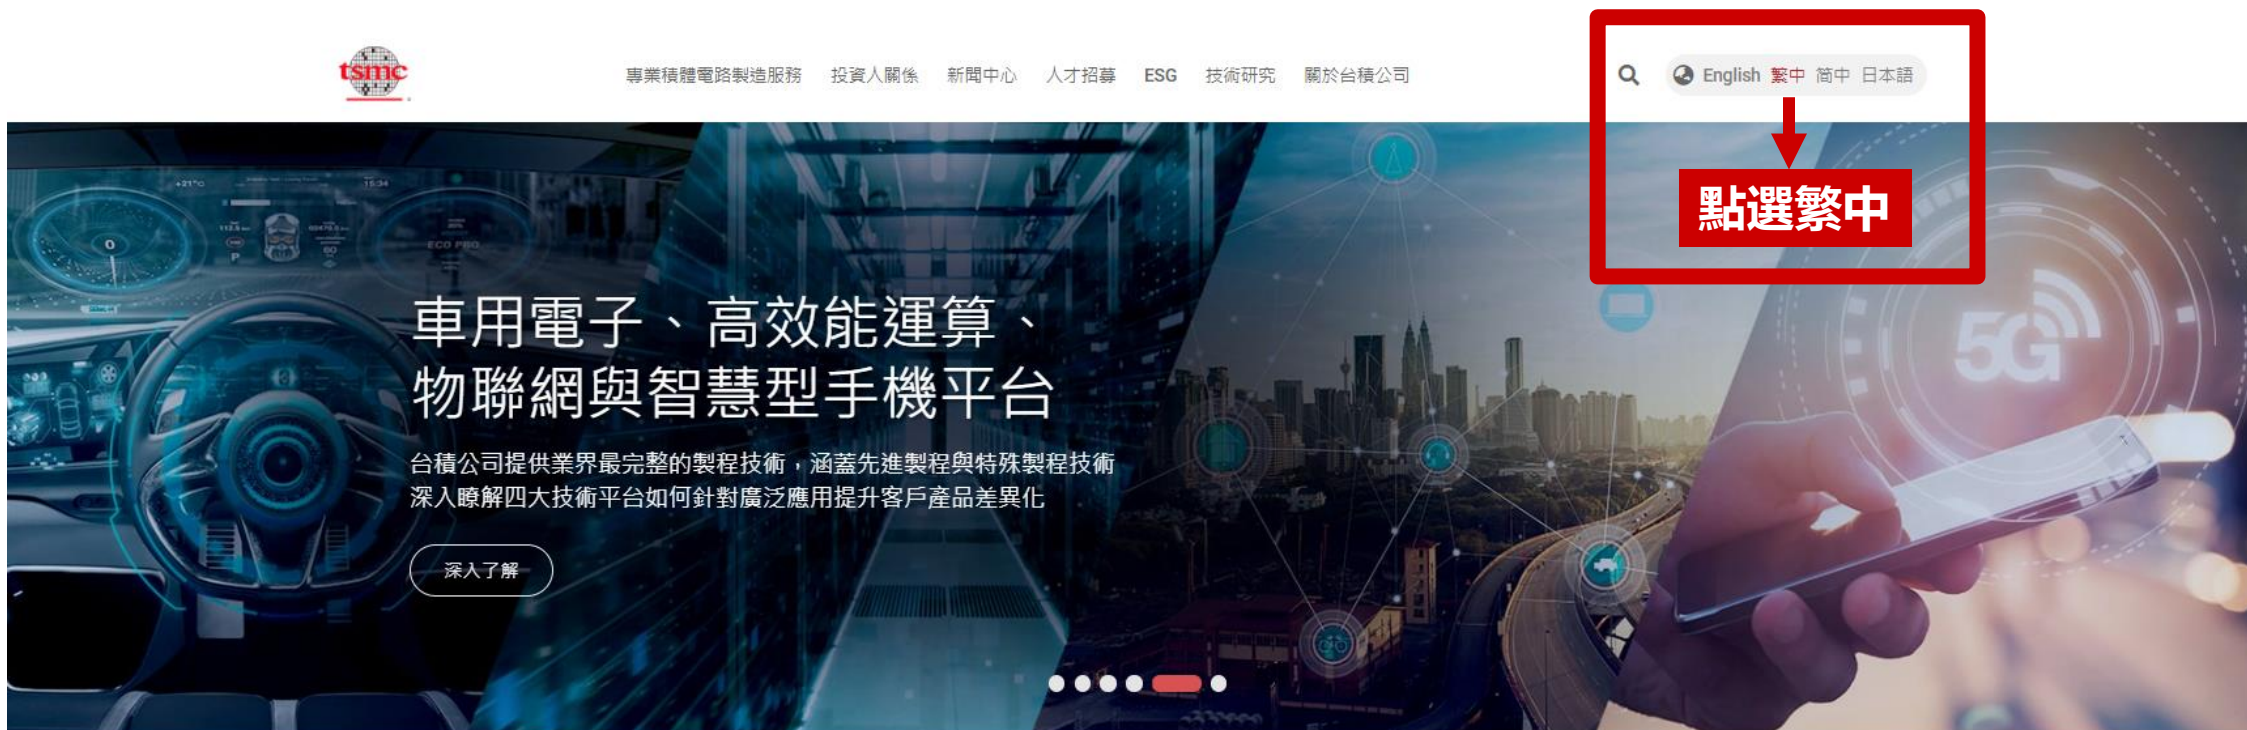 tsmc
專業積體電路製造服務 投資人關係 新聞中心 人才招募 ESG 技術研究 關於台積公司
English 繁中 简中 日本語
點選繁中
+21°C
15:34
0
P
ECO PRO
車用電子、高效能運算、
物聯網與智慧型手機平台
台積公司提供業界最完整的製程技術，涵蓋先進製程與特殊製程技術
深入瞭解四大技術平台如何針對廣泛應用提升客戶產品差異化
深入了解
5G